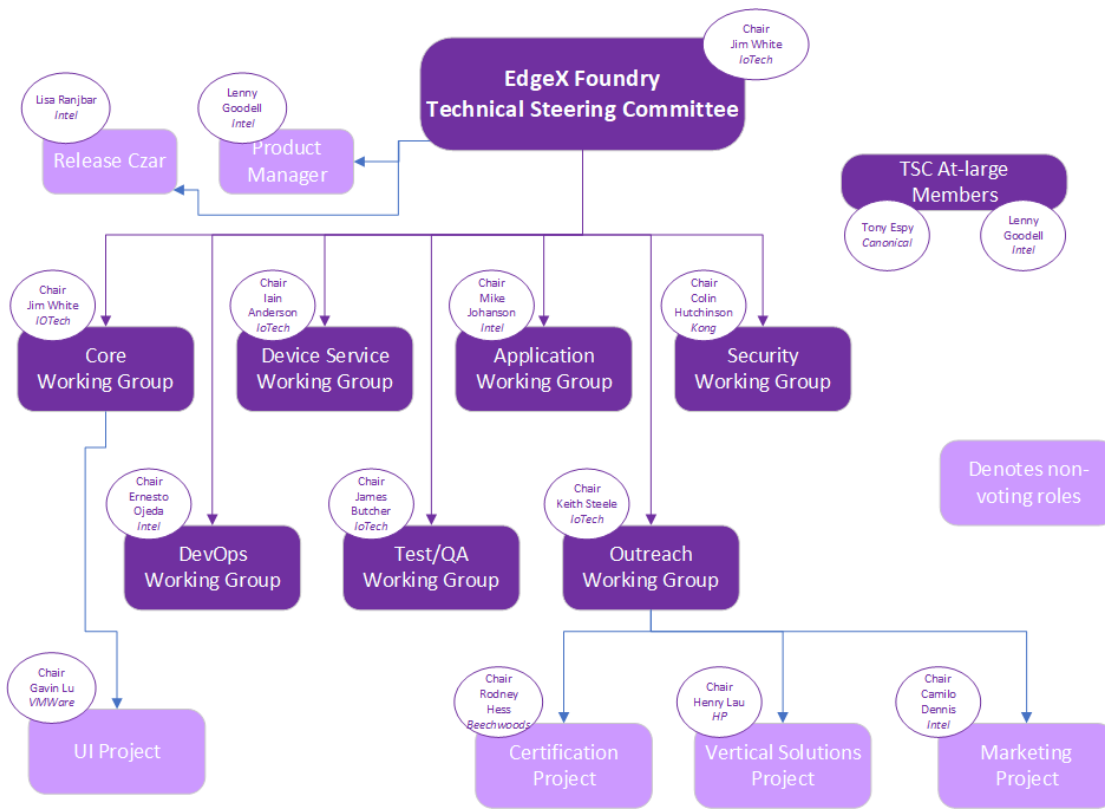 Chair
Jim White
IoTech
EdgeX Foundry
Technical Steering Committee
Lisa Ranjbar
Intel
Release Czar
Lenny
Goodell
Intel
Product
Manager
TSC At-large
Members
Tony Espy
Canonical
Lenny
Goodell
Intel
Chair
Jim White
IOTech
Core
Working Group
Chair
Iain
Anderson
IoTech
Device Service
Working Group
Chair
Mike
Johanson
Intel
Application
Working Group
Chair
Colin
Hutchinson
Kong
Security
Working Group
Denotes non-
voting roles
Chair
Ernesto
Ojeda
Intel
DevOps
Working Group
Chair
James
Butcher
IoTech
Test/QA
Working Group
Chair
Keith Steele
IoTech
Outreach
Working Group
Chair
Gavin Lu
VMWare
UI Project
Chair
Rodney
Hess
Beechwoods
Certification
Project
Chair
Henry Lau
HP
Vertical Solutions
Project
Chair
Camilo
Dennis
Intel
Marketing
Project